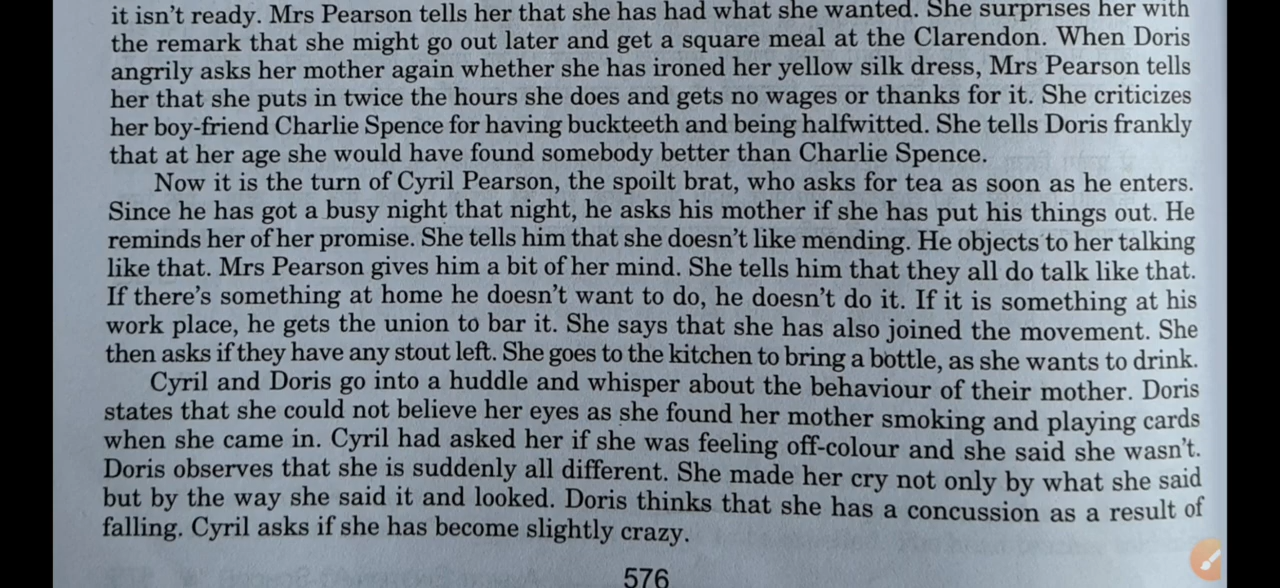 it isn't ready. Mrs Pearson tells her that she has had what she wanted. She surprises her with
the remark that she might go out later and get a square meal at the Clarendon. When Doris
angrily asks her mother again whether she has ironed her yellow silk dress, Mrs Pearson tells
her that she puts in twice the hours she does and gets no wages or thanks for it. She criticizes
her boy-friend Charlie Spence for having buckteeth and being halfwitted. She tells Doris frankly
that at her age she would have found somebody better than Charlie Spence.
Now it is the turn of Cyril Pearson, the spoilt brat, who asks for tea as soon as he enters.
Since he has got a busy night that night, he asks his mother if she has put his things out. He
reminds her of her promise. She tells him that she doesn't like mending. He objects to her talking
like that. Mrs Pearson gives him a bit of her mind. She tells him that they all do talk like that.
If there's something at home he doesn't want to do, he doesn't do it. If it is something at his
work place, he gets the union to bar it. She says that she has also joined the movement. She
then asks if they have any stout left. She goes to the kitchen to bring a bottle, as she wants to drink.
Cyril and Doris go into a huddle and whisper about the behaviour of their mother. Doris
states that she could not believe her eyes as she found her mother smoking and playing cards
when she came in. Cyril had asked her if she was feeling off-colour and she said she wasn't.
Doris observes that she is suddenly all different. She made her cry not only by what she said
but by the way she said it and looked. Doris thinks that she has a concussion as a result of
falling. Cyril asks if she has become slightly crazy.
576